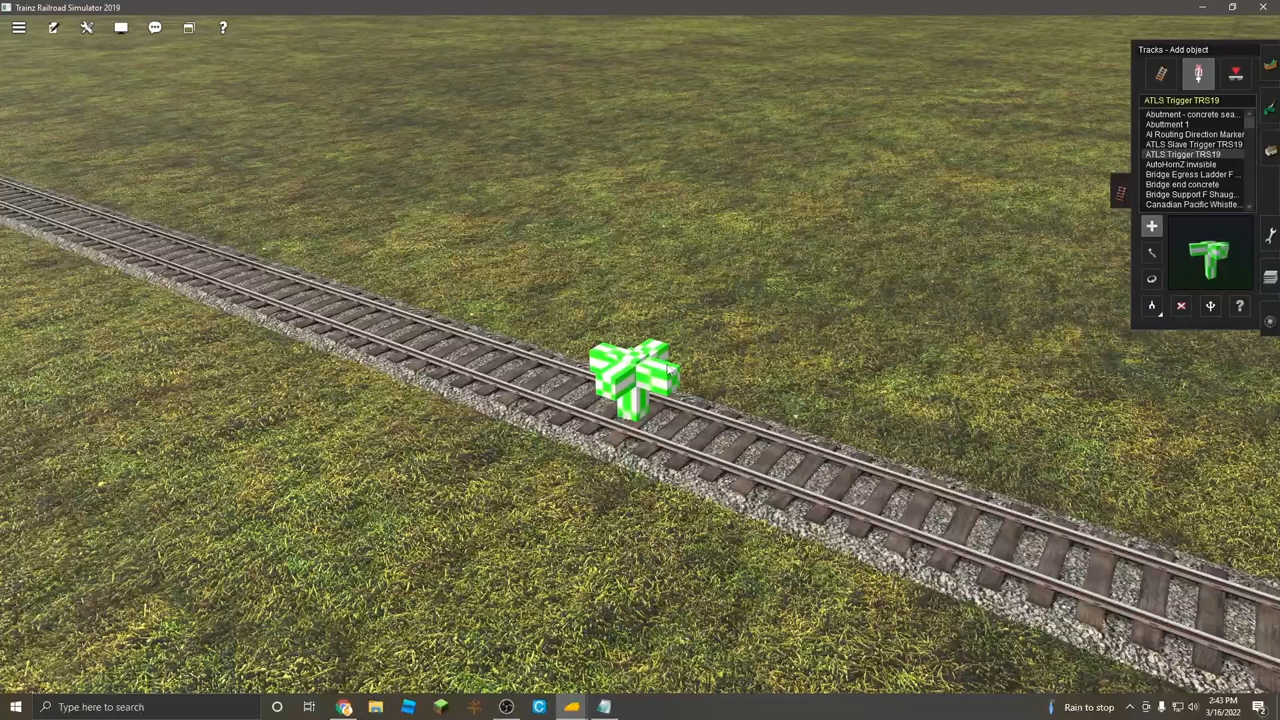 Trainz Railroad Simulator 2019
Tracks - Add object
ATLS Trigger TRS19
Abutment - concrete sea...
Abuttment 1
AI Routing Direction Marker
ATLS Slave Trigger TRS19
ATLS Trigger TRS19
AutoHornZ invisible
Bridge Egress Ladder F ...
Bridge end concrete
Bridge Support F Shaug...
Canadian Pacific Whistle...
Type here to search
Rain to stop
2:43 PM
3/16/2022
2